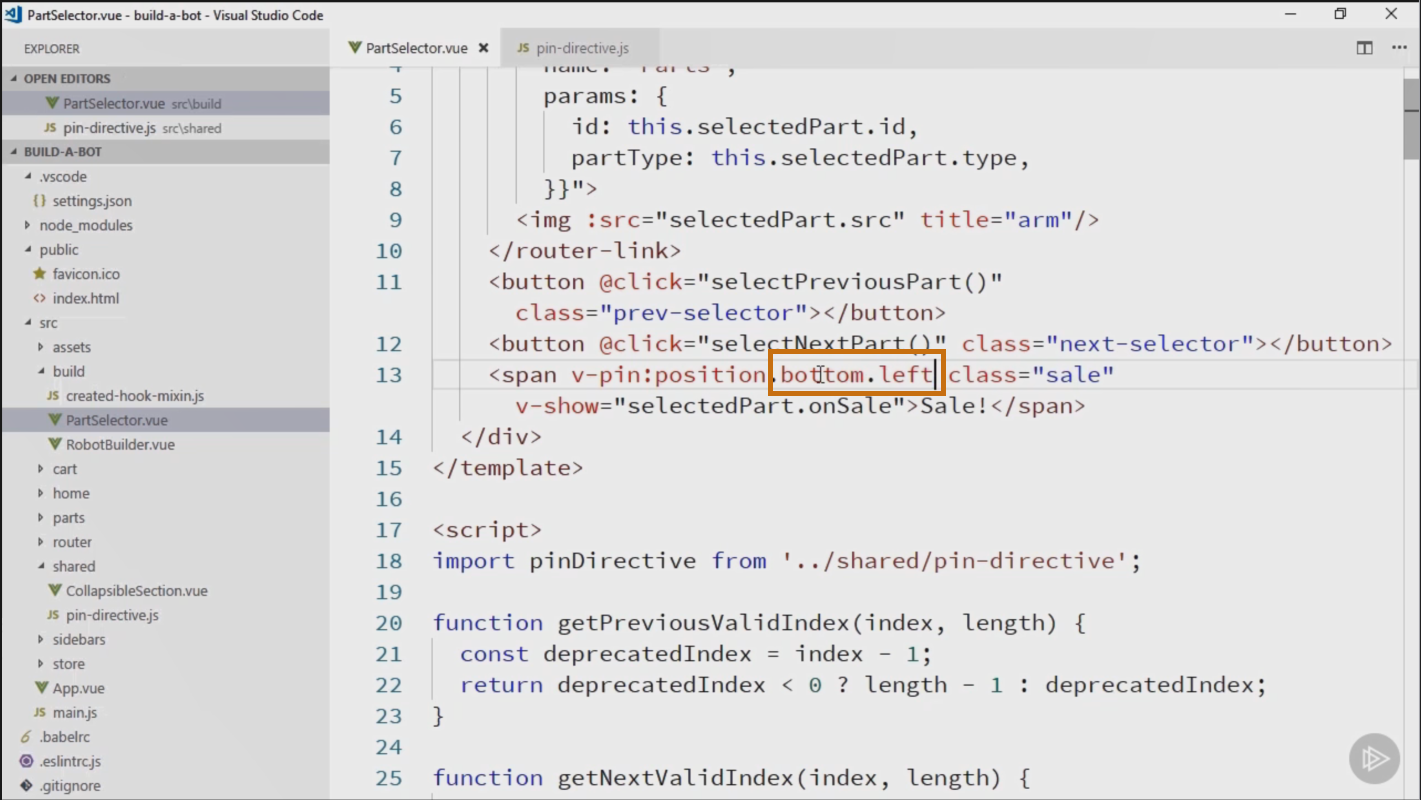 PartSelector.vue - build-a-bot - Visual Studio Code
EXPLORER
OPEN EDITORS
PartSelector.vue src\build
JS pin-directive.js src\shared
BUILD-A-BOT
.vscode
{} settings.json
node_modules
public
favicon.ico
<> index.html
src
assets
build
JS created-hook-mixin.js
PartSelector.vue
RobotBuilder.vue
cart
home
parts
router
shared
CollapsibleSection.vue
JS pin-directive.js
sidebars
store
App.vue
JS main.js
6 .babelrc
.eslintrc.js
.gitignore
PartSelector.vue ×
JS pin-directive.js
4 name: 'Parts',
5 params: {
6 id: this.selectedPart.id,
7 partType: this.selectedPart.type,
8 }}">
9 <img :src="selectedPart.src" title="arm"/>
10 </router-link>
11 <button @click="selectPreviousPart()"
class="prev-selector"></button>
12 <button @click="selectNextPart()" class="next-selector"></button>
13 <span v-pin:position.bottom.left class="sale"
v-show="selectedPart.onSale">Sale!</span>
14 </div>
15 </template>
16
17 <script>
18 import pinDirective from '../shared/pin-directive';
19
20 function getPreviousValidIndex(index, length) {
21 const deprecatedIndex = index - 1;
22 return deprecatedIndex < 0 ? length - 1 : deprecatedIndex;
23 }
24
25 function getNextValidIndex(index, length) {